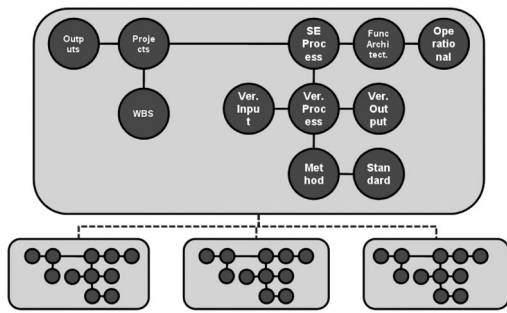 Outp
uts
Proje
cts
SE
Proc
ess
Func
Archi
tect.
Ope
ratio
nal
WBS
Ver.
Inpu
t
Ver.
Proc
ess
Ver.
Out
put
Met
hod
Stan
dard